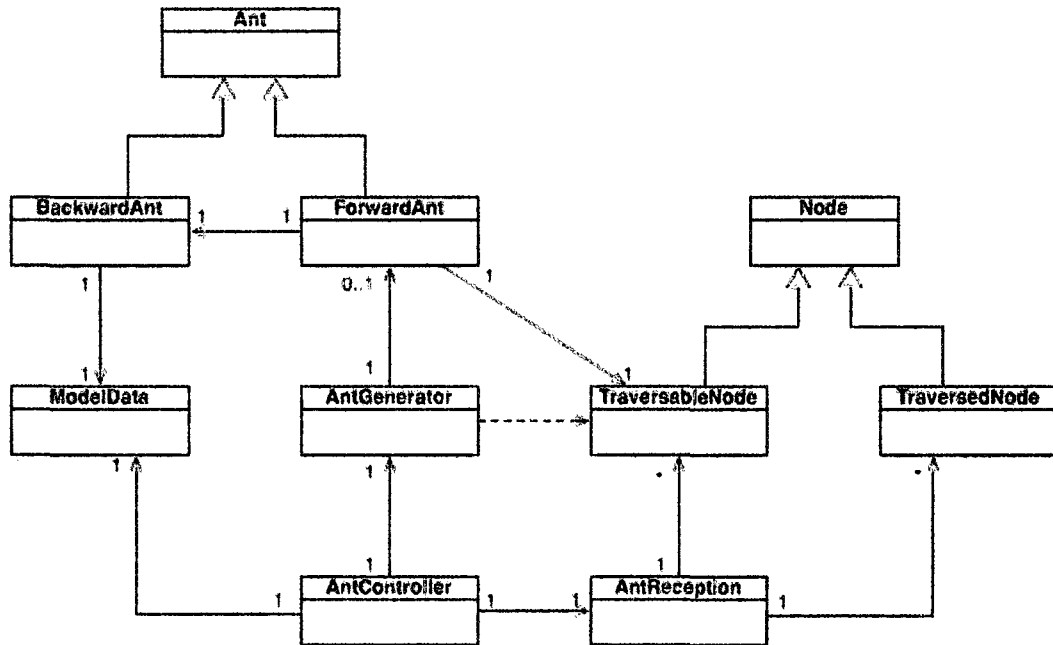 Ant
BackwardAnt
1
1
ForwardAnt
Node
1
0..1
1
1
1
1
ModelData
AntGenerator
TraversableNode
TraversedNode
1
1
*
*
1
1
AntController
AntReception
1
1
1
1